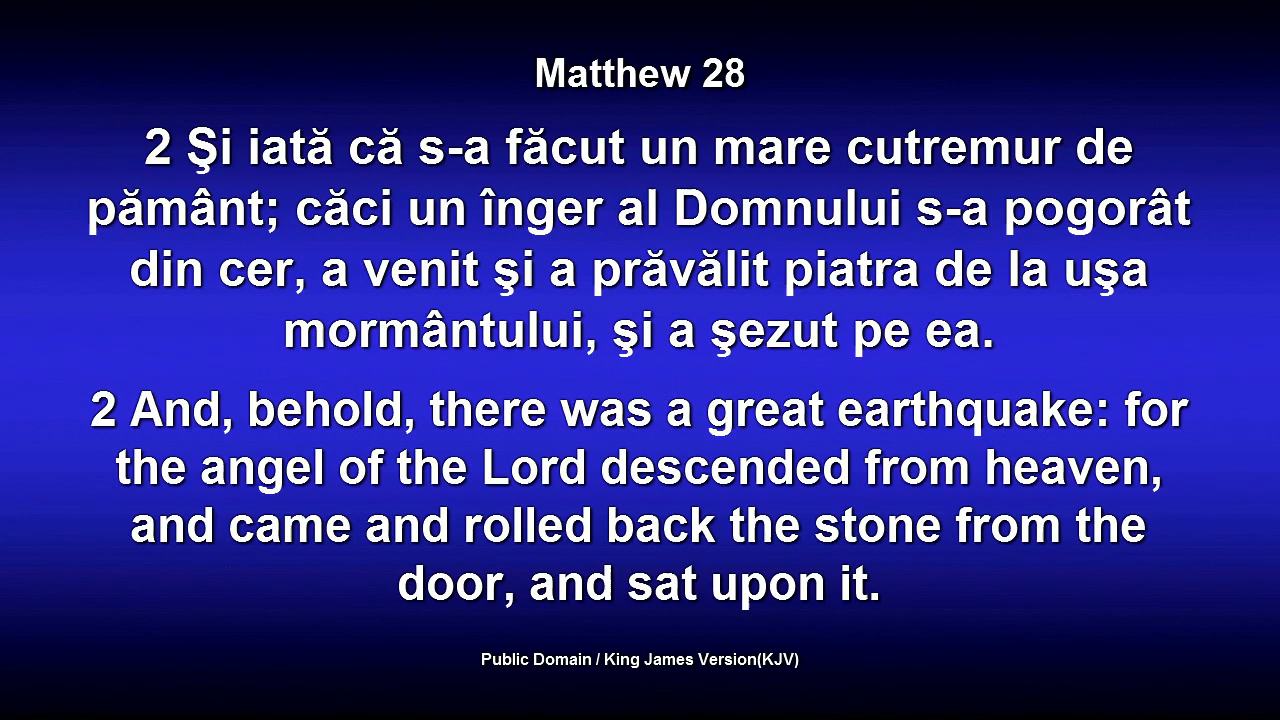 Matthew 28
2 Şi iată că s-a făcut un mare cutremur de
pământ; căci un înger al Domnului s-a pogorât
din cer, a venit şi a prăvălit piatra de la uşa
mormântului, şi a şezut pe ea.
2 And, behold, there was a great earthquake: for
the angel of the Lord descended from heaven,
and came and rolled back the stone from the
door, and sat upon it.
Public Domain / King James Version(KJV)